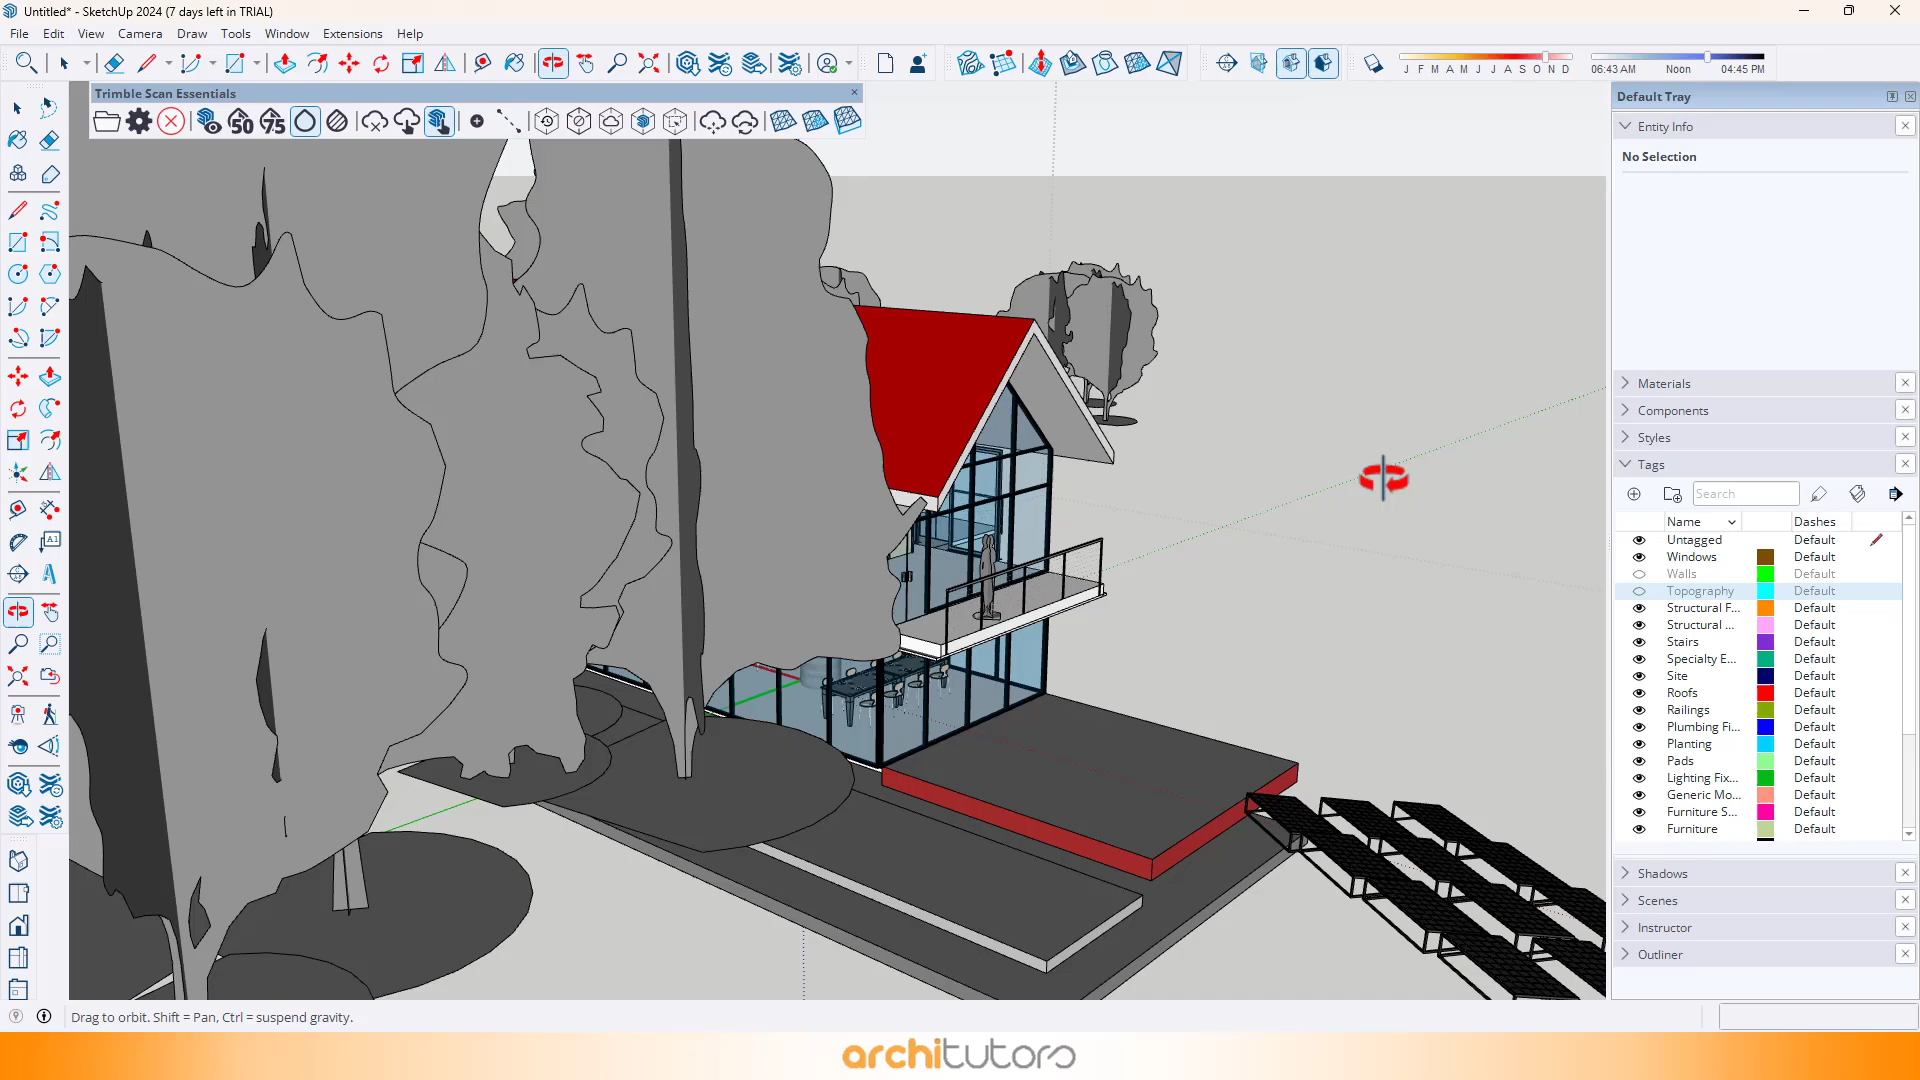 Untitled* - SketchUp 2024 (7 days left in TRIAL)
File Edit View Camera Draw Tools Window Extensions Help
J F M A M J J A S O N D
06:43 AM Noon 04:45 PM
Trimble Scan Essentials
50 75
Default Tray
Entity Info
No Selection
Materials
Components
Styles
Tags
Search
Name Dashes
Untagged Default
Windows Default
Walls Default
Topography Default
Structural F... Default
Structural ... Default
Stairs Default
Specialty E... Default
Site Default
Roofs Default
Railings Default
Plumbing Fi... Default
Planting Default
Pads Default
Lighting Fix... Default
Generic Mo... Default
Furniture S... Default
Furniture Default
Shadows
Scenes
Instructor
Outliner
A1
Drag to orbit. Shift = Pan, Ctrl = suspend gravity.
architutors